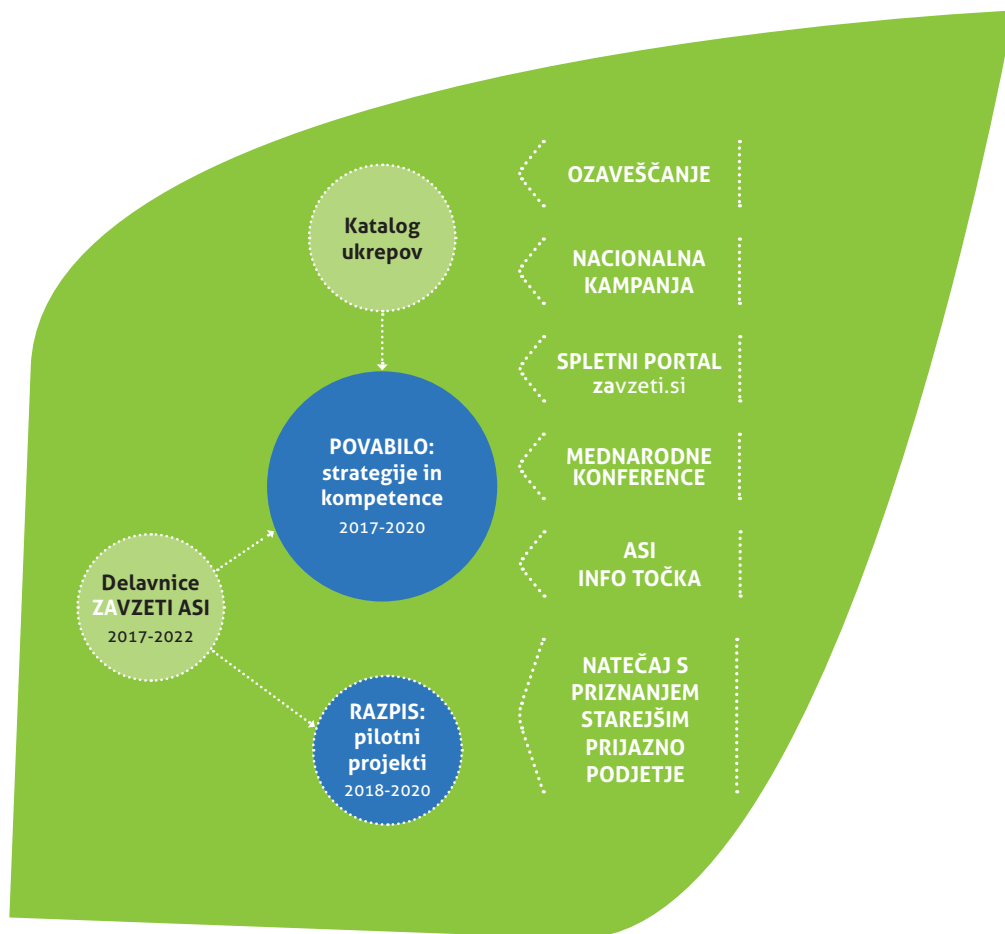 Katalog
ukrepov
POVABILO:
strategije in
kompetence
2017-2020
Delavnice
ZAVZETI ASI
2017-2022
RAZPIS:
pilotni
projekti
2018-2020
OZAVEŠČANJE
NACIONALNA
KAMPANJA
SPLETNI PORTAL
zavzeti.si
MEDNARODNE
KONFERENCE
ASI
INFO TOČKA
NATEČAJ S
PRIZNANJEM
STAREJŠIM
PRIJAZNO
PODJETJE